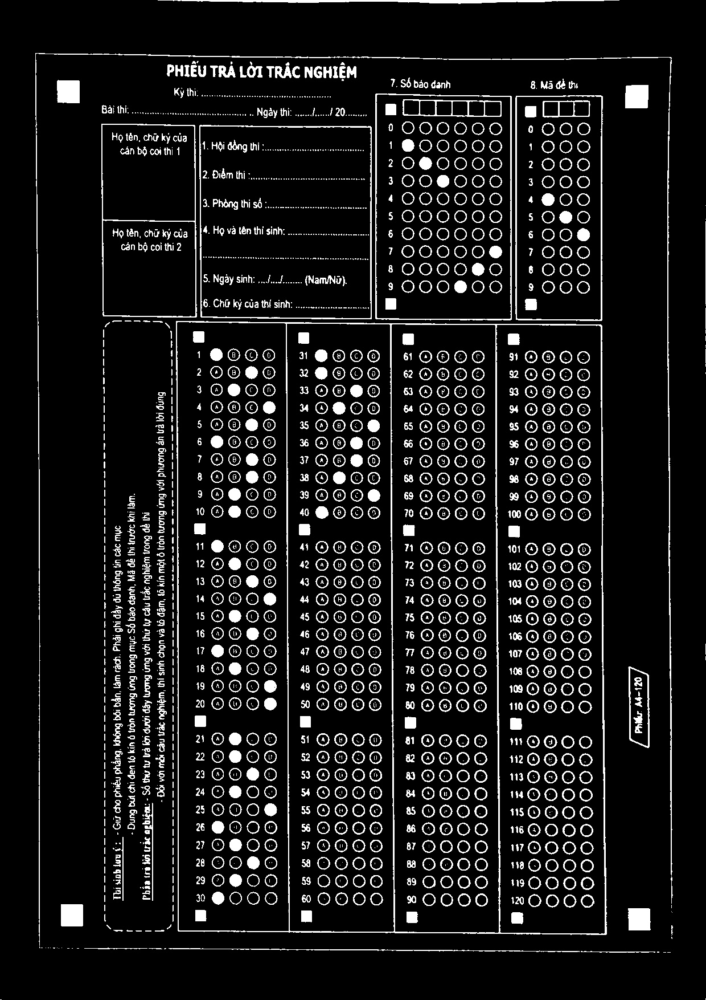 PHIẾU TRẢ LỜI TRẮC NGHIỆM
Kỳ thi: ................................................
Bài thi: ............................................. Ngày thi: ....../....../ 20........
Họ tên, chữ ký của
cán bộ coi thi 1
Họ tên, chữ ký của
cán bộ coi thi 2
1. Hội đồng thi :....................................
2. Điểm thi :..........................................
3. Phòng thi số :....................................
4. Họ và tên thí sinh: .............................
5. Ngày sinh: ..../..../........ (Nam/Nữ).
6. Chữ ký của thí sinh: ..........................
7. Số báo danh
0
1
2
3
4
5
6
7
8
9
8. Mã đề thi
0
1
2
3
4
5
6
7
8
9
Thí sinh lưu ý : - Giữ cho phiếu phẳng, không bôi bẩn, làm rách. Phải ghi đầy đủ thông tin các mục
- Dùng bút chì đen tô kín ô tròn tương ứng trong mục Số báo danh, Mã đề thi trước khi làm.
Phần trả lời trắc nghiệm: - Số thứ tự trả lời dưới đây tương ứng với thứ tự câu trắc nghiệm trong đề thi
- Đối với mỗi câu trắc nghiệm, thí sinh chọn và tô đậm, tô kín một ô tròn tương ứng với phương án trả lời đúng
1 B C D
2 A B D
3 A C D
4 A B C
5 A B D
6 B C D
7 A B D
8 A B D
9 A C D
10 A C D
11 B C D
12 A C D
13 A B D
14 A B C
15 A C D
16 A B D
17 B C D
18 A C D
19 A B C
20 A B C
21
22
23
24
25
26
27
28
29
30
31 B C D
32 B C D
33 A B D
34 A C D
35 A B C
36 A B D
37 A B D
38 A C D
39 A B C
40 B C D
41 A B C D
42 A B C D
43 A B C D
44 A B C D
45 A B C D
46 A B C D
47 A B C D
48 A B C D
49 A B C D
50 A B C D
51
52
53
54
55
56
57
58
59
60
61 A B C D
62 A B C D
63 A B C D
64 A B C D
65 A B C D
66 A B C D
67 A B C D
68 A B C D
69 A B C D
70 A B C D
71
72
73
74
75
76
77
78
79
80
81
82
83
84
85
86
87
88
89
90
91 A B C D
92 A B C D
93 A B C D
94 A B C D
95 A B C D
96 A B C D
97 A B C D
98 A B C D
99 A B C D
100 A B C D
101
102
103
104
105
106
107
108
109
110
111
112
113
114
115
116
117
118
119
120
Phiếu: A4-120